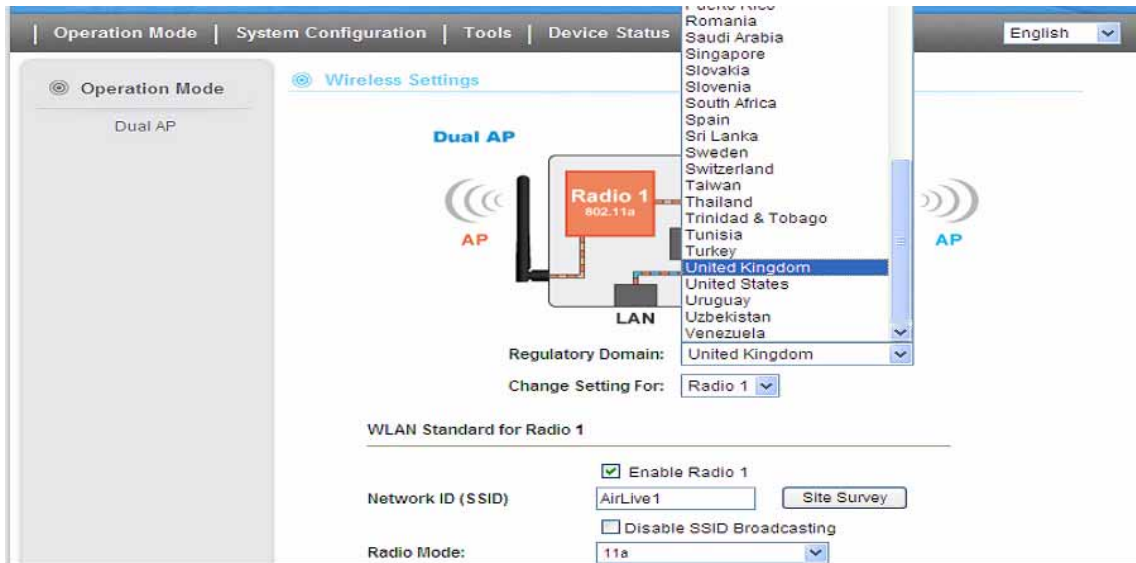 Operation Mode | System Configuration | Tools | Device Status
English
Operation Mode
Dual AP
Wireless Settings
Dual AP
Radio 1
802.11a
AP
LAN
AP
Puerto Rico
Romania
Saudi Arabia
Singapore
Slovakia
Slovenia
South Africa
Spain
Sri Lanka
Sweden
Switzerland
Taiwan
Thailand
Trinidad & Tobago
Tunisia
Turkey
United Kingdom
United States
Uruguay
Uzbekistan
Venezuela
Regulatory Domain: United Kingdom
Change Setting For: Radio 1
WLAN Standard for Radio 1
Enable Radio 1
Network ID (SSID) AirLive1 Site Survey
Disable SSID Broadcasting
Radio Mode: 11a